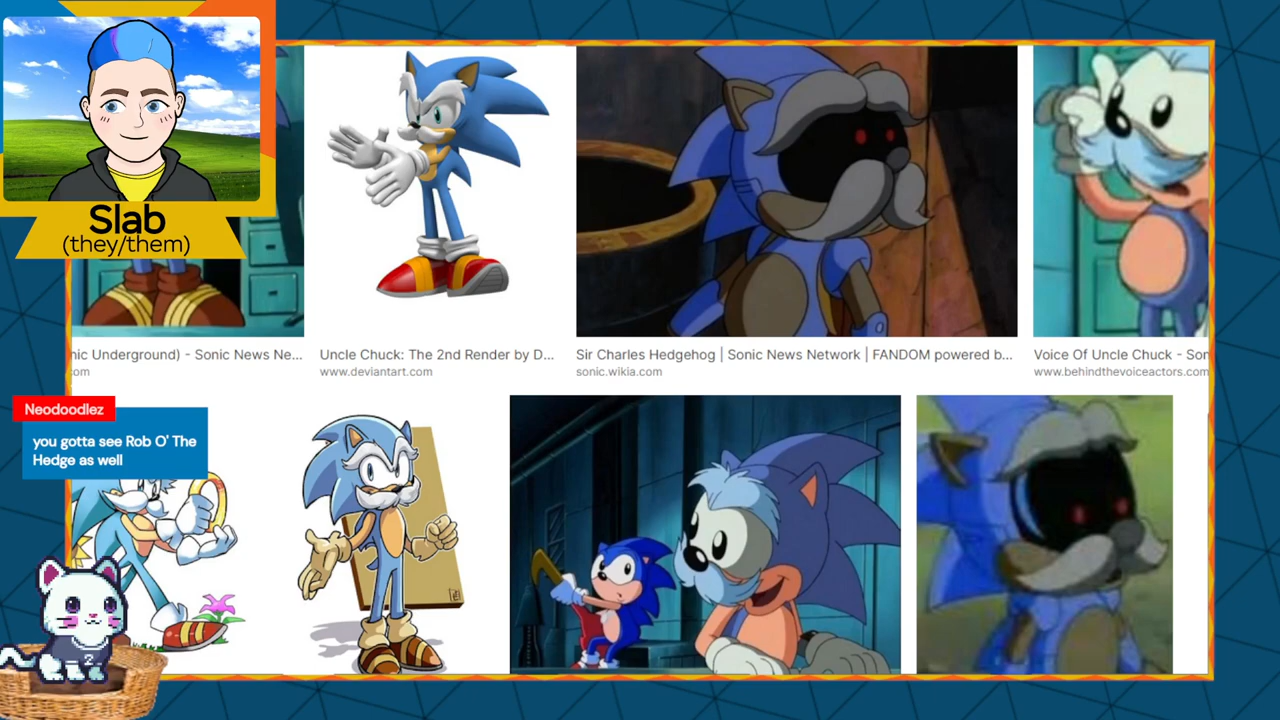 Slab
(they/them)
nic Underground) - Sonic News Ne...
com
Uncle Chuck: The 2nd Render by D...
www.deviantart.com
Sir Charles Hedgehog | Sonic News Network | FANDOM powered b...
sonic.wikia.com
Voice Of Uncle Chuck - Son
www.behindthevoiceactors.com
Neodoodlez
you gotta see Rob O' The
Hedge as well